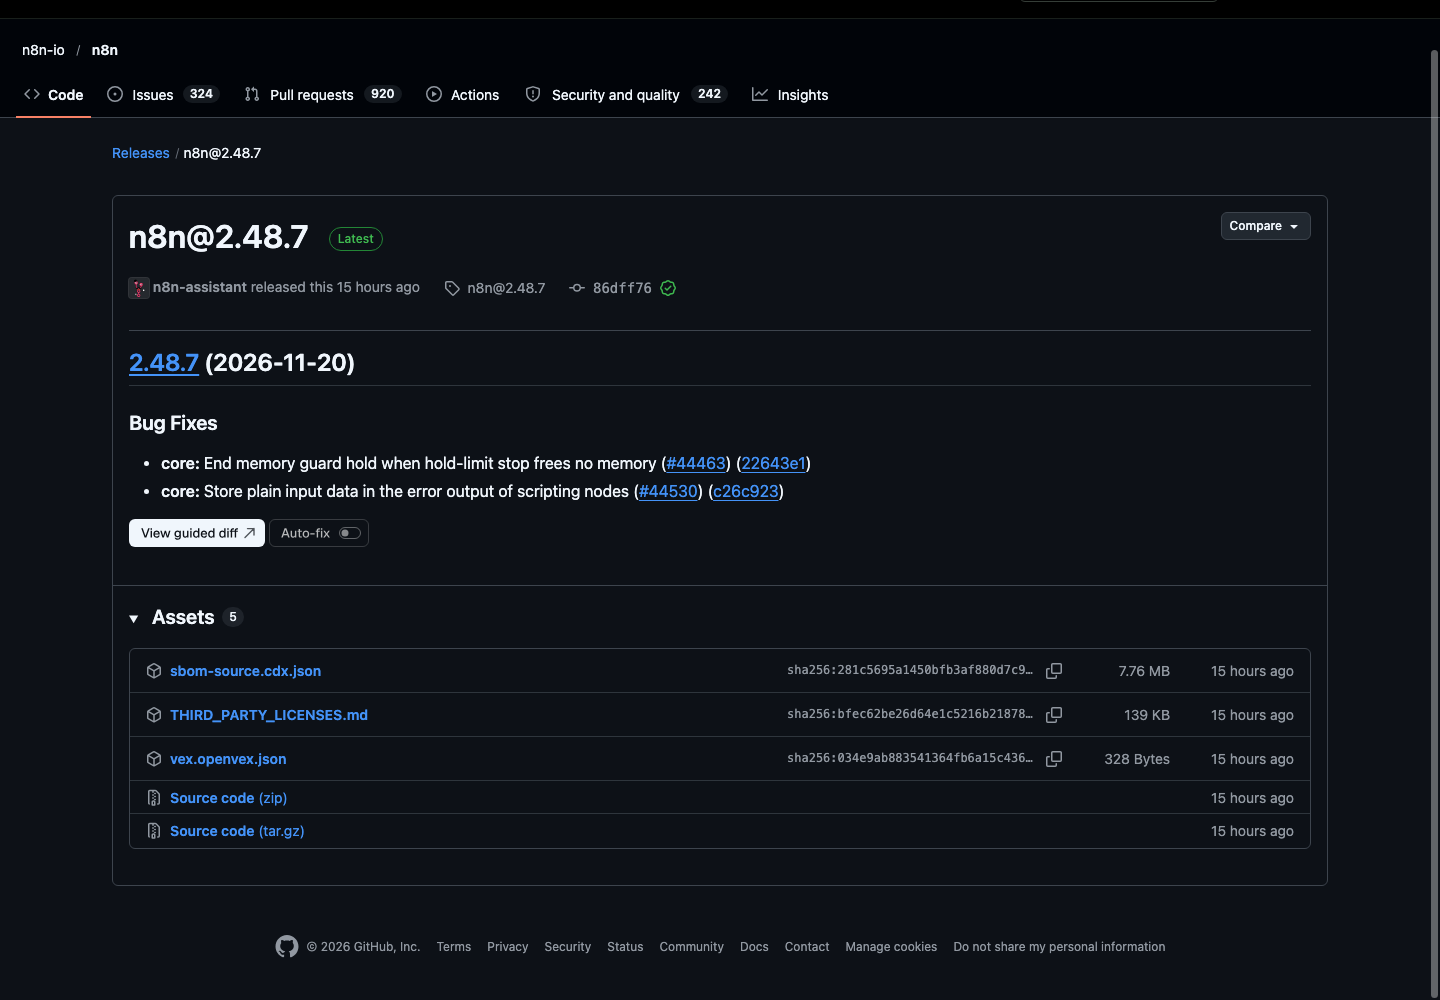 n8n-io / n8n
Code Issues 324 Pull requests 920 Actions Security and quality 242 Insights
Releases / n8n@2.48.7
n8n@2.48.7 Latest Compare
n8n-assistant released this 15 hours ago n8n@2.48.7 86dff76
2.48.7 (2026-11-20)
Bug Fixes
• core: End memory guard hold when hold-limit stop frees no memory (#44463) (22643e1)
• core: Store plain input data in the error output of scripting nodes (#44530) (c26c923)
View guided diff Auto-fix
Assets 5
sbom-source.cdx.json sha256:281c5695a1450bfb3af880d7c9… 7.76 MB 15 hours ago
THIRD_PARTY_LICENSES.md sha256:bfec62be26d64e1c5216b21878… 139 KB 15 hours ago
vex.openvex.json sha256:034e9ab883541364fb6a15c436… 328 Bytes 15 hours ago
Source code (zip) 15 hours ago
Source code (tar.gz) 15 hours ago
© 2026 GitHub, Inc. Terms Privacy Security Status Community Docs Contact Manage cookies Do not share my personal information